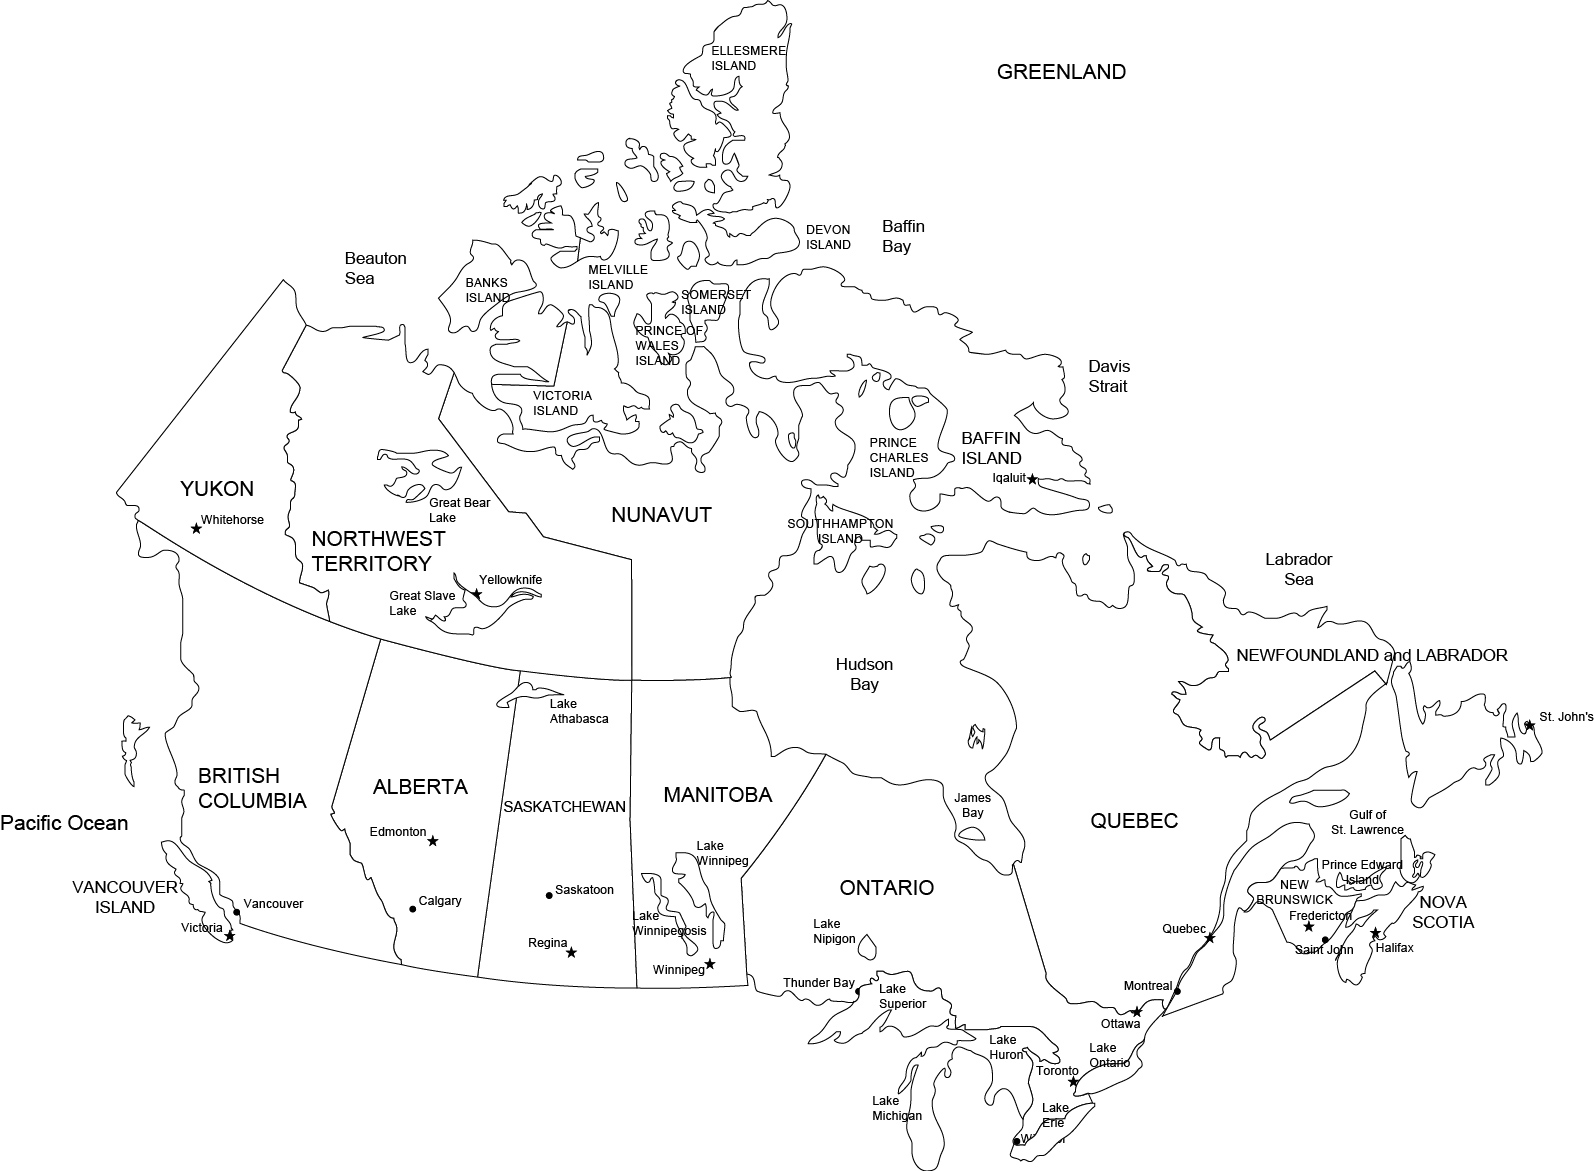 ELLESMERE
ISLAND
GREENLAND
DEVON
ISLAND
Baffin
Bay
Beauton
Sea
MELVILLE
ISLAND
BANKS
ISLAND
SOMERSET
ISLAND
PRINCE OF
WALES
ISLAND
Davis
Strait
VICTORIA
ISLAND
PRINCE
CHARLES
ISLAND
BAFFIN
ISLAND
Iqaluit
YUKON
Whitehorse
Great Bear
Lake
NUNAVUT
SOUTHHAMPTON
ISLAND
NORTHWEST
TERRITORY
Yellowknife
Great Slave
Lake
Labrador
Sea
Hudson
Bay
NEWFOUNDLAND and LABRADOR
Lake
Athabasca
St. John's
BRITISH
COLUMBIA
ALBERTA
SASKATCHEWAN
MANITOBA
James
Bay
QUEBEC
Gulf of
St. Lawrence
Pacific Ocean
Edmonton
Lake
Winnipeg
Prince Edward
Island
VANCOUVER
ISLAND
Vancouver
Victoria
Calgary
Saskatoon
ONTARIO
NEW
BRUNSWICK
Fredericton
NOVA
SCOTIA
Lake
Winnipegosis
Regina
Winnipeg
Lake
Nipigon
Quebec
Saint John
Halifax
Thunder Bay
Lake
Superior
Montreal
Ottawa
Lake
Huron
Lake
Ontario
Toronto
Lake
Michigan
Lake
Erie